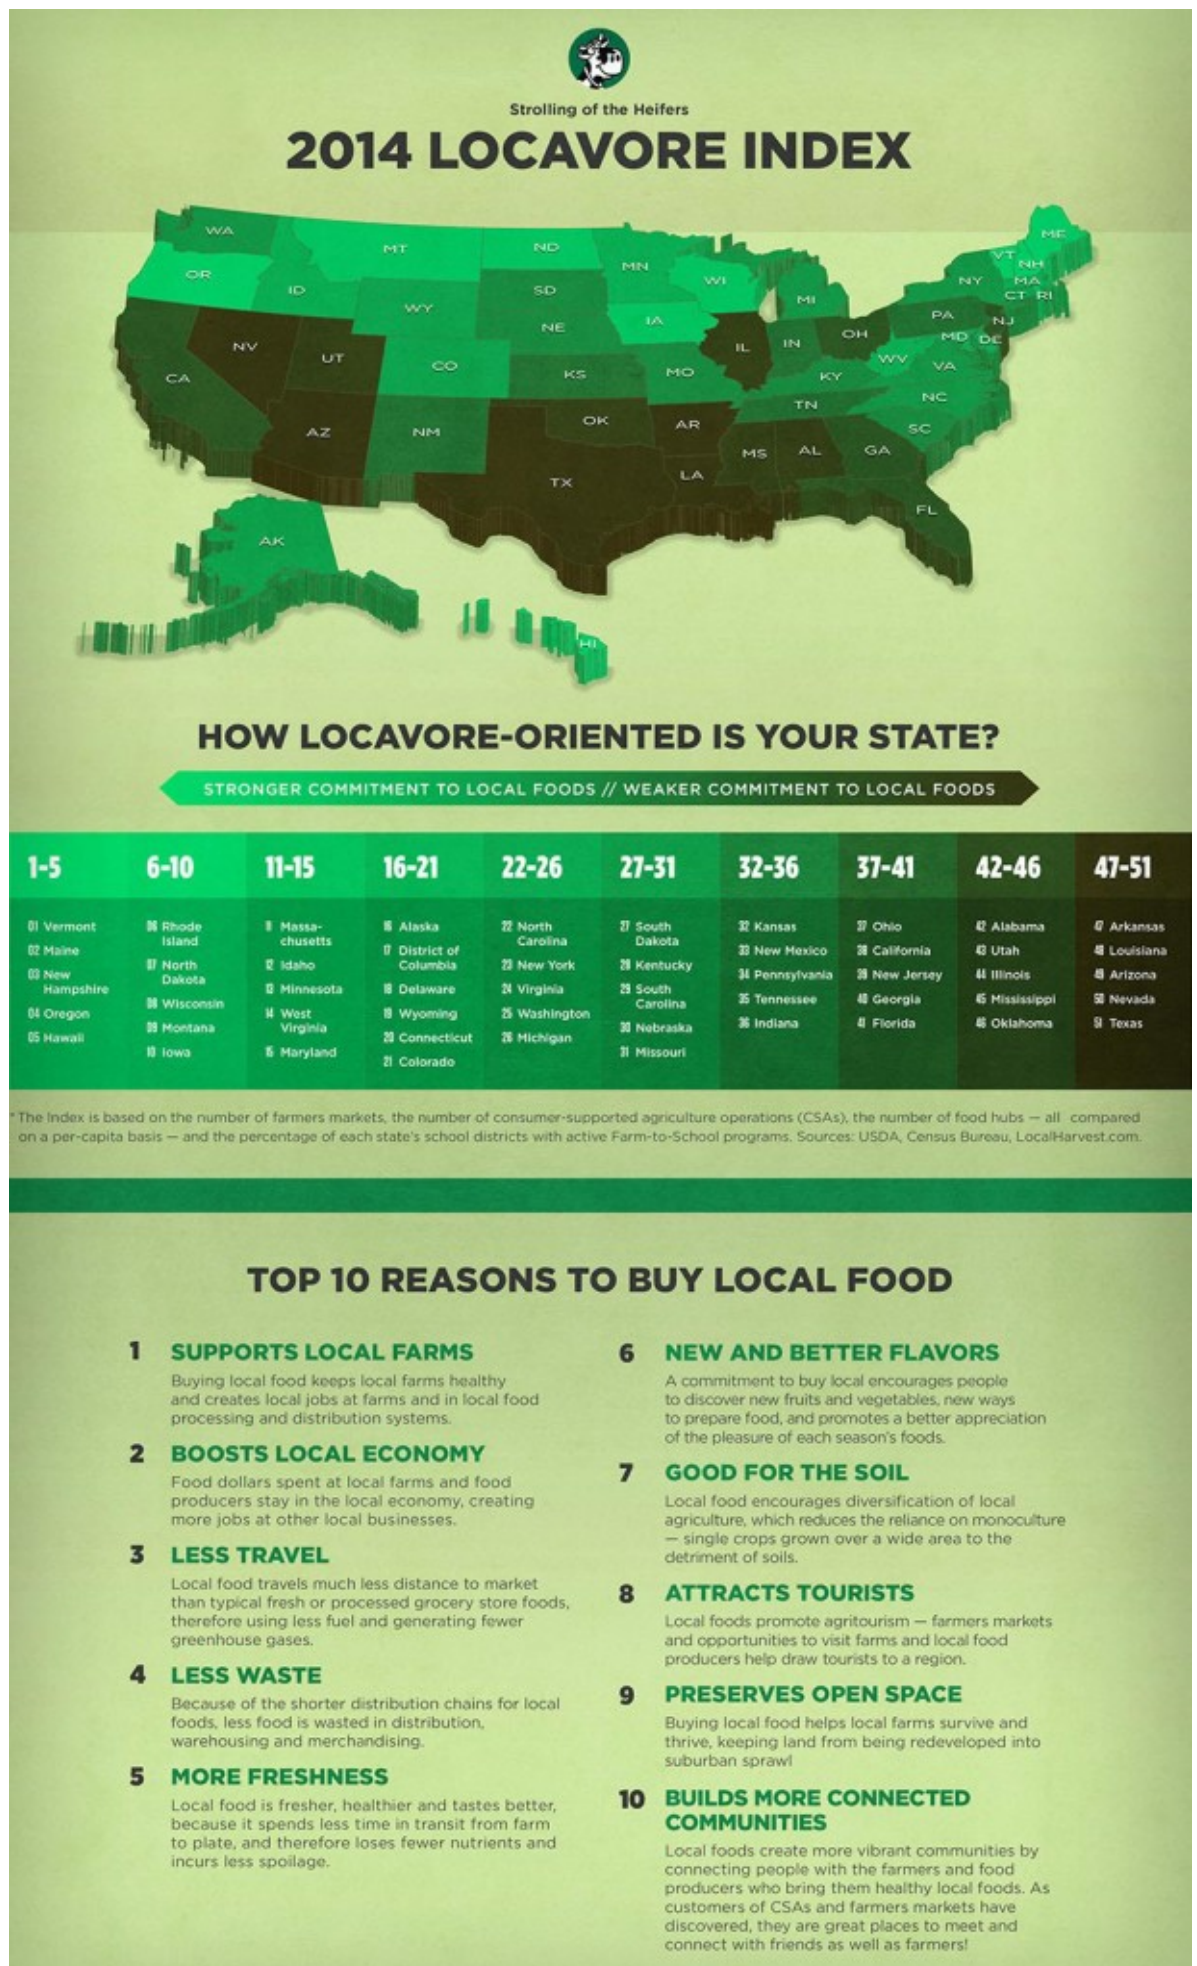 Strolling of the Heifers
2014 LOCAVORE INDEX
WA
MT
ND
MN
WI
MI
ME
VT
NH
NY
MA
CT RI
OR
ID
WY
SD
NE
IA
IL
IN
OH
PA
NJ
MD DE
WV
VA
NV
UT
CO
KS
MO
KY
NC
CA
AZ
NM
OK
AR
TN
SC
TX
LA
MS
AL
GA
FL
AK
HI
HOW LOCAVORE-ORIENTED IS YOUR STATE?
STRONGER COMMITMENT TO LOCAL FOODS // WEAKER COMMITMENT TO LOCAL FOODS
1-5
01 Vermont
02 Maine
03 New
Hampshire
04 Oregon
05 Hawaii
6-10
06 Rhode
Island
07 North
Dakota
08 Wisconsin
09 Montana
10 Iowa
11-15
11 Massa-
chusetts
12 Idaho
13 Minnesota
14 West
Virginia
15 Maryland
16-21
16 Alaska
17 District of
Columbia
18 Delaware
19 Wyoming
20 Connecticut
21 Colorado
22-26
22 North
Carolina
23 New York
24 Virginia
25 Washington
26 Michigan
27-31
27 South
Dakota
28 Kentucky
29 South
Carolina
30 Nebraska
31 Missouri
32-36
32 Kansas
33 New Mexico
34 Pennsylvania
35 Tennessee
36 Indiana
37-41
37 Ohio
38 California
39 New Jersey
40 Georgia
41 Florida
42-46
42 Alabama
43 Utah
44 Illinois
45 Mississippi
46 Oklahoma
47-51
47 Arkansas
48 Louisiana
49 Arizona
50 Nevada
51 Texas
* The Index is based on the number of farmers markets, the number of consumer-supported agriculture operations (CSAs), the number of food hubs — all compared
on a per-capita basis — and the percentage of each state's school districts with active Farm-to-School programs. Sources: USDA, Census Bureau, LocalHarvest.com.
TOP 10 REASONS TO BUY LOCAL FOOD
1 SUPPORTS LOCAL FARMS
Buying local food keeps local farms healthy
and creates local jobs at farms and in local food
processing and distribution systems.
2 BOOSTS LOCAL ECONOMY
Food dollars spent at local farms and food
producers stay in the local economy, creating
more jobs at other local businesses.
3 LESS TRAVEL
Local food travels much less distance to market
than typical fresh or processed grocery store foods,
therefore using less fuel and generating fewer
greenhouse gases.
4 LESS WASTE
Because of the shorter distribution chains for local
foods, less food is wasted in distribution,
warehousing and merchandising.
5 MORE FRESHNESS
Local food is fresher, healthier and tastes better,
because it spends less time in transit from farm
to plate, and therefore loses fewer nutrients and
incurs less spoilage.
6 NEW AND BETTER FLAVORS
A commitment to buy local encourages people
to discover new fruits and vegetables, new ways
to prepare food, and promotes a better appreciation
of the pleasure of each season's foods.
7 GOOD FOR THE SOIL
Local food encourages diversification of local
agriculture, which reduces the reliance on monoculture
— single crops grown over a wide area to the
detriment of soils.
8 ATTRACTS TOURISTS
Local foods promote agritourism — farmers markets
and opportunities to visit farms and local food
producers help draw tourists to a region.
9 PRESERVES OPEN SPACE
Buying local food helps local farms survive and
thrive, keeping land from being redeveloped into
suburban sprawl
10 BUILDS MORE CONNECTED
COMMUNITIES
Local foods create more vibrant communities by
connecting people with the farmers and food
producers who bring them healthy local foods. As
customers of CSAs and farmers markets have
discovered, they are great places to meet and
connect with friends as well as farmers!